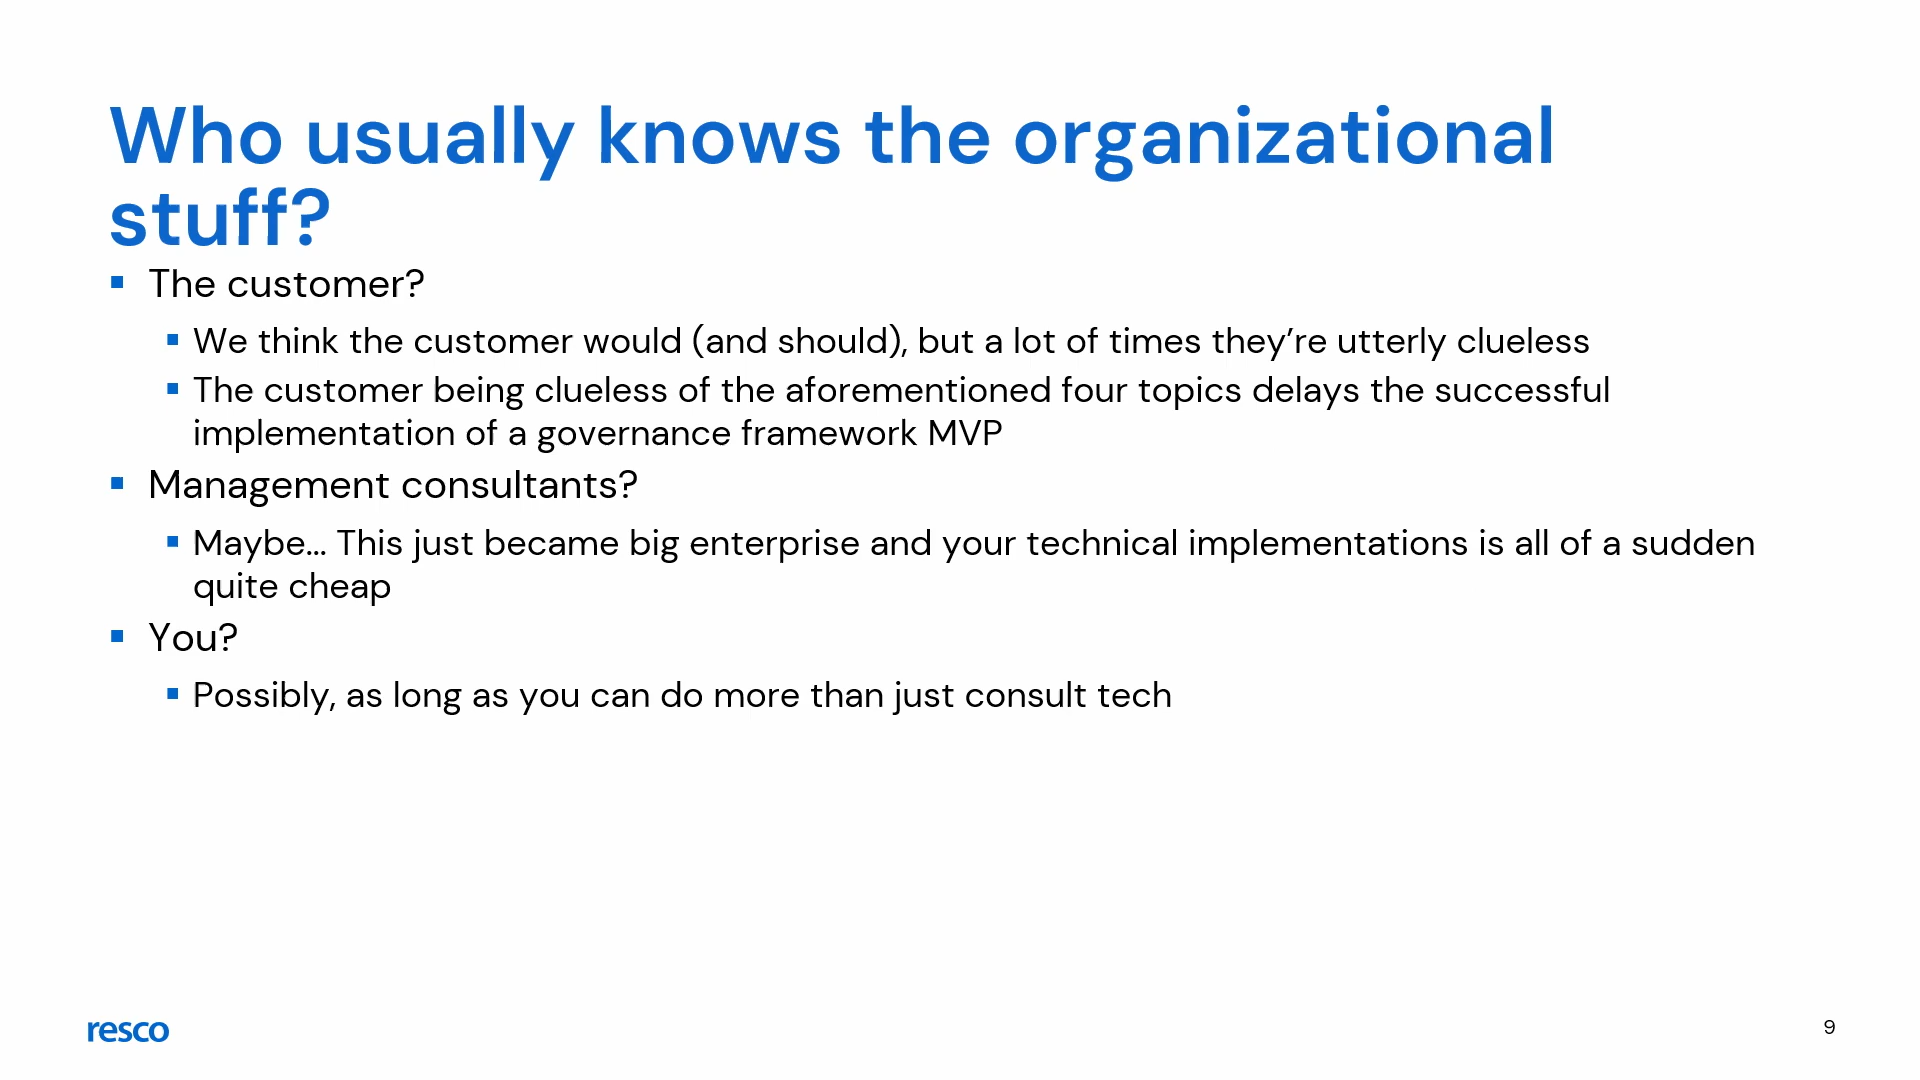 Who usually knows the organizational
stuff?
The customer?
We think the customer would (and should), but a lot of times they’re utterly clueless
The customer being clueless of the aforementioned four topics delays the successful
implementation of a governance framework MVP
Management consultants?
Maybe… This just became big enterprise and your technical implementations is all of a sudden
quite cheap
You?
Possibly, as long as you can do more than just consult tech
resco
9